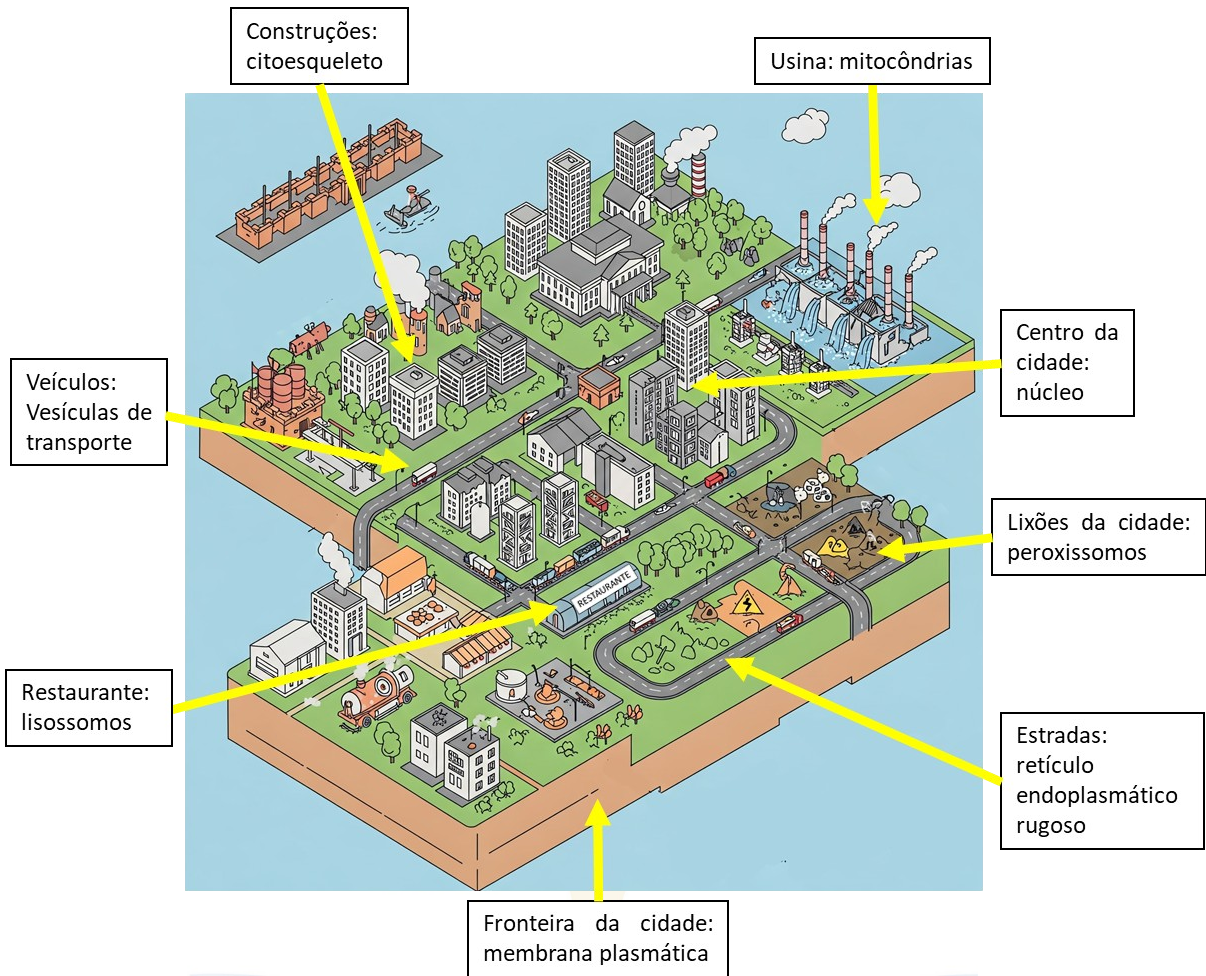 Construções:
citoesqueleto
Usina: mitocôndrias
Centro da
cidade:
núcleo
Veículos:
Vesículas de
transporte
Lixões da cidade:
peroxissomos
RESTAURANTE
Restaurante:
lisossomos
Estradas:
retículo
endoplasmático
rugoso
Fronteira da cidade:
membrana plasmática